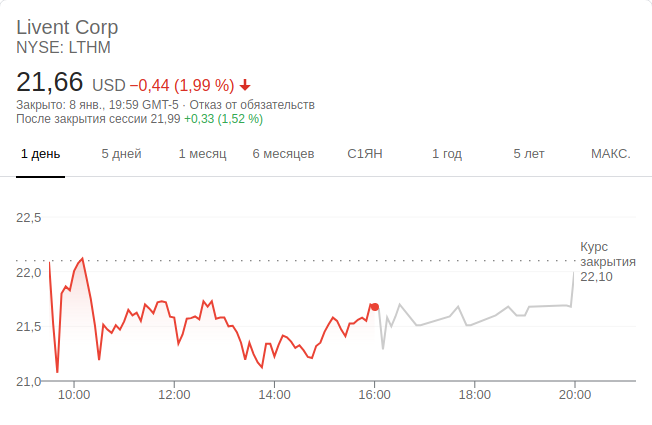 Livent Corp
NYSE: LTHM
21,66 USD −0,44 (1,99 %)
Закрыто: 8 янв., 19:59 GMT-5 · Отказ от обязательств
После закрытия сессии 21,99 +0,33 (1,52 %)
1 день 5 дней 1 месяц 6 месяцев С1ЯН 1 год 5 лет МАКС.
22,5
Курс
закрытия
22,10
22,0
21,5
21,0
10:00 12:00 14:00 16:00 18:00 20:00